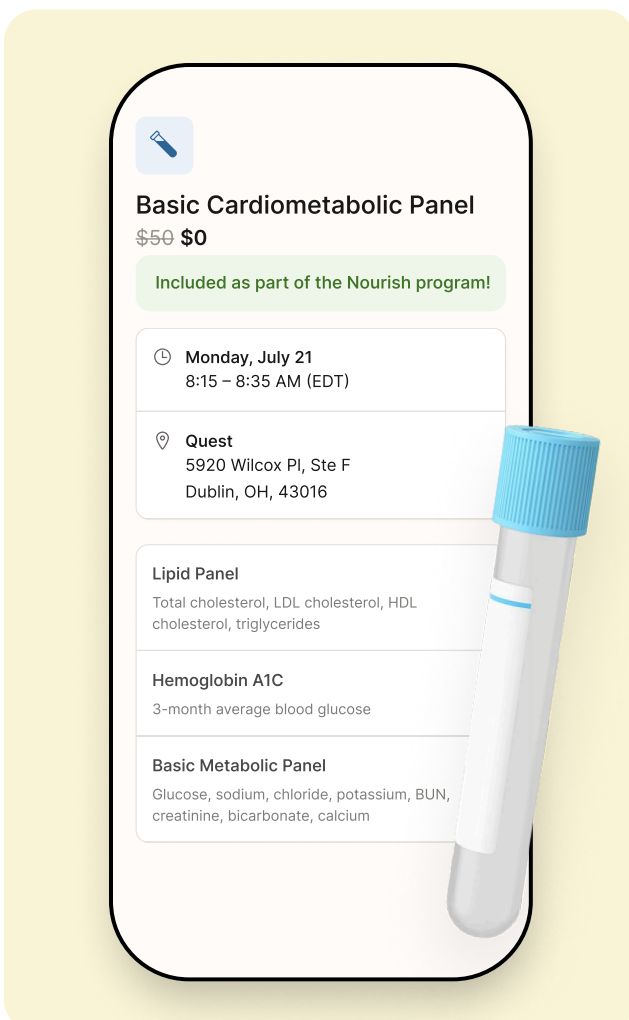 Basic Cardiometabolic Panel
$50 $0
Included as part of the Nourish program!
Monday, July 21
8:15 – 8:35 AM (EDT)
Quest
5920 Wilcox Pl, Ste F
Dublin, OH, 43016
Lipid Panel
Total cholesterol, LDL cholesterol, HDL
cholesterol, triglycerides
Hemoglobin A1C
3-month average blood glucose
Basic Metabolic Panel
Glucose, sodium, chloride, potassium, BUN,
creatinine, bicarbonate, calcium